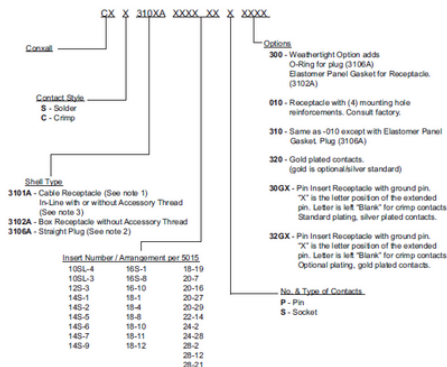 CX X 310XA XXXX XX X XXXX
Conxall
Contact Style
S - Solder
C - Crimp
Shell Type
3101A - Cable Receptacle (See note 1)
In-Line with or without Accessory Thread
(See note 3)
3102A - Box Receptacle without Accessory Thread
3106A - Straight Plug (See note 2)
Insert Number / Arrangement per 5015
10SL-4 16S-1 18-19
10SL-3 16S-8 20-7
12S-3 16-10 20-16
14S-1 18-1 20-27
14S-2 18-4 20-29
14S-5 18-8 22-14
14S-6 18-10 24-2
14S-7 18-11 24-28
14S-9 18-12 28-2
28-12
28-21
Options
300 - Weathertight Option adds
O-Ring for plug (3106A)
Elastomer Panel Gasket for Receptacle.
(3102A)
010 - Receptacle with (4) mounting hole
reinforcements. Consult factory.
310 - Same as -010 except with Elastomer Panel
Gasket. Plug (3106A)
320 - Gold plated contacts.
(gold is optional/silver standard)
30GX - Pin Insert Receptacle with ground pin.
"X" is the letter position of the extended
pin. Letter is left "Blank" for crimp contacts
Standard plating, silver plated contacts.
32GX - Pin Insert Receptacle with ground pin.
"X" is the letter position of the extended
pin. Letter is left "Blank" for crimp contacts
Optional plating, gold plated contacts.
No. & Type of Contacts
P - Pin
S - Socket